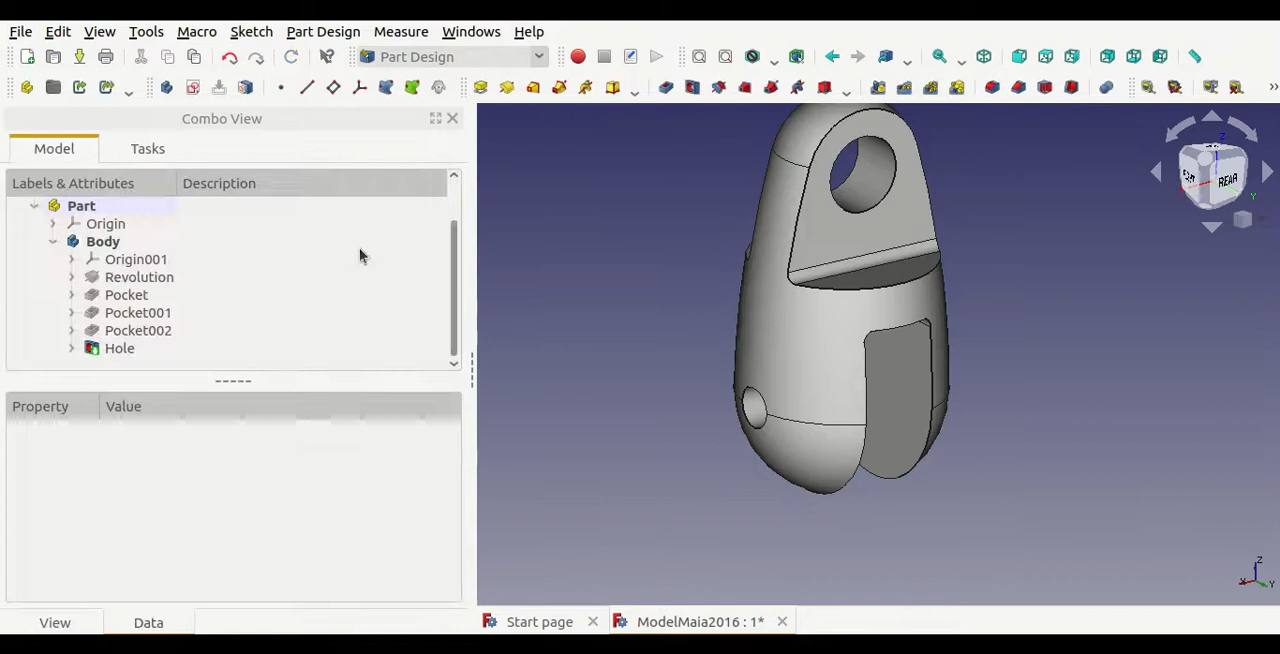 File Edit View Tools Macro Sketch Part Design Measure Windows Help
Part Design
Combo View
Model Tasks
Labels & Attributes Description
Part
Origin
Body
Origin001
Revolution
Pocket
Pocket001
Pocket002
Hole
Property Value
View Data
Start page ModelMaia2016 : 1*
REAR
Z
Y
Z
X
Y